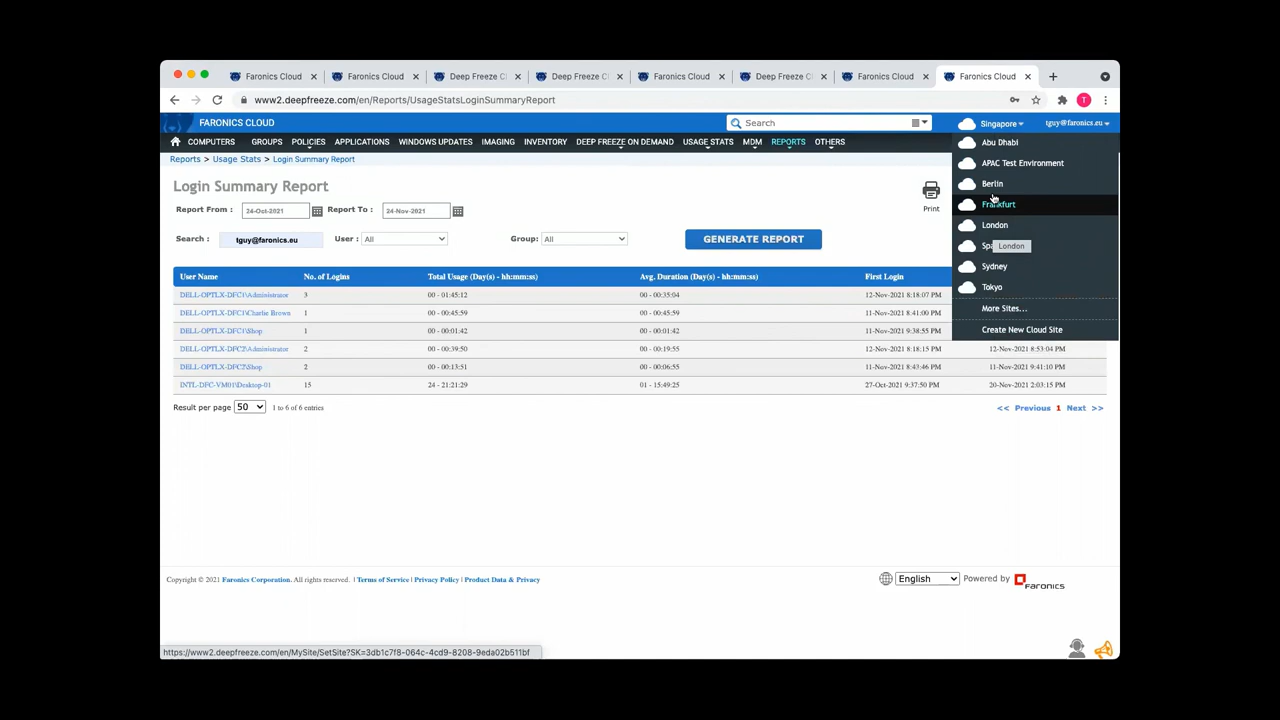 Faronics Cloud
Faronics Cloud
Deep Freeze C
Deep Freeze C
Faronics Cloud
Deep Freeze C
Faronics Cloud
Faronics Cloud
www2.deepfreeze.com/en/Reports/UsageStatsLoginSummaryReport
T
FARONICS CLOUD
Search
Singapore
tguy@faronics.eu
COMPUTERS GROUPS POLICIES APPLICATIONS WINDOWS UPDATES IMAGING INVENTORY DEEP FREEZE ON DEMAND USAGE STATS MDM REPORTS OTHERS
Reports > Usage Stats > Login Summary Report
Abu Dhabi
APAC Test Environment
Berlin
Frankfurt
London
London
Sydney
Tokyo
More Sites...
Create New Cloud Site
Login Summary Report
Print
Report From : 24-Oct-2021 Report To : 24-Nov-2021
Search : tguy@faronics.eu User : All Group: All GENERATE REPORT
User Name No. of Logins Total Usage (Day(s) - hh:mm:ss) Avg. Duration (Day(s) - hh:mm:ss) First Login
DELL-OPTLX-DFC1\Administrator 3 00 - 01:45:12 00 - 00:35:04 12-Nov-2021 8:18:07 PM
DELL-OPTLX-DFC1\Charlie Brown 1 00 - 00:45:59 00 - 00:45:59 11-Nov-2021 8:41:00 PM
DELL-OPTLX-DFC1\Shop 1 00 - 00:01:42 00 - 00:01:42 11-Nov-2021 9:38:55 PM
DELL-OPTLX-DFC2\Administrator 2 00 - 00:39:50 00 - 00:19:55 12-Nov-2021 8:18:15 PM 12-Nov-2021 8:53:04 PM
DELL-OPTLX-DFC2\Shop 2 00 - 00:13:51 00 - 00:06:55 11-Nov-2021 8:43:46 PM 11-Nov-2021 9:41:10 PM
INTL-DFC-VM01\Desktop-01 15 24 - 21:21:29 01 - 15:49:25 27-Oct-2021 9:37:50 PM 20-Nov-2021 2:03:15 PM
Result per page 50 1 to 6 of 6 entries << Previous 1 Next >>
Copyright © 2021 Faronics Corporation. All rights reserved. | Terms of Service | Privacy Policy | Product Data & Privacy
English Powered by FARONICS
https://www2.deepfreeze.com/en/MySite/SetSite?SK=3db1c7f8-064c-4cd9-8208-9eda02b511bf